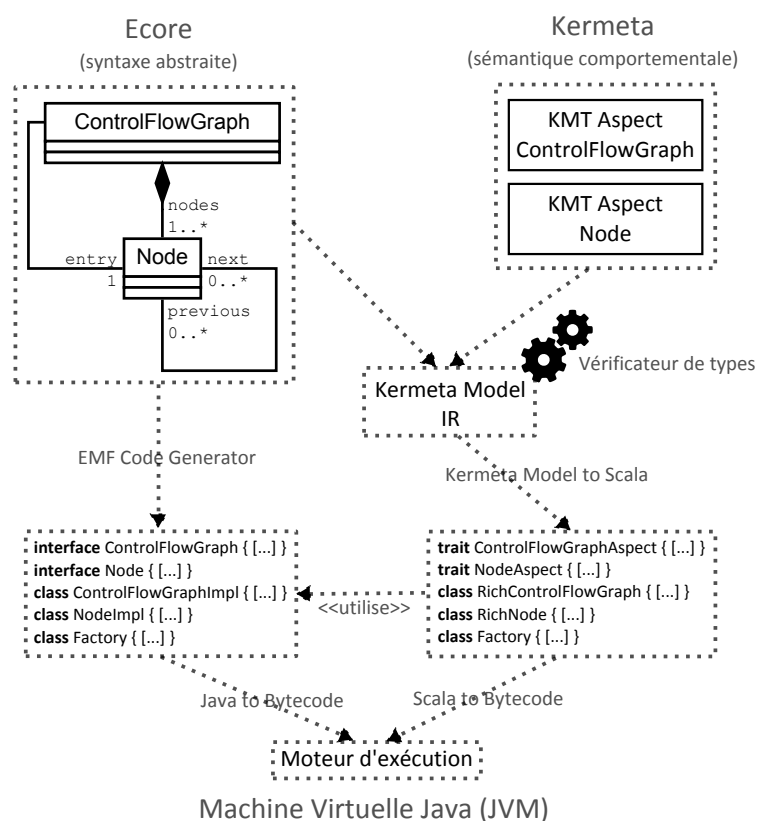 Ecore
(syntaxe abstraite)
Kermeta
(sémantique comportementale)
ControlFlowGraph
nodes
1..*
entry
1
Node
next
0..*
previous
0..*
KMT Aspect
ControlFlowGraph
KMT Aspect
Node
Vérificateur de types
Kermeta Model
IR
EMF Code Generator
Kermeta Model to Scala
interface ControlFlowGraph { [...] }
interface Node { [...] }
class ControlFlowGraphImpl { [...] }
class NodeImpl { [...] }
class Factory { [...] }
<<utilise>>
trait ControlFlowGraphAspect { [...] }
trait NodeAspect { [...] }
class RichControlFlowGraph { [...] }
class RichNode { [...] }
class Factory { [...] }
Java to Bytecode
Scala to Bytecode
Moteur d'exécution
Machine Virtuelle Java (JVM)